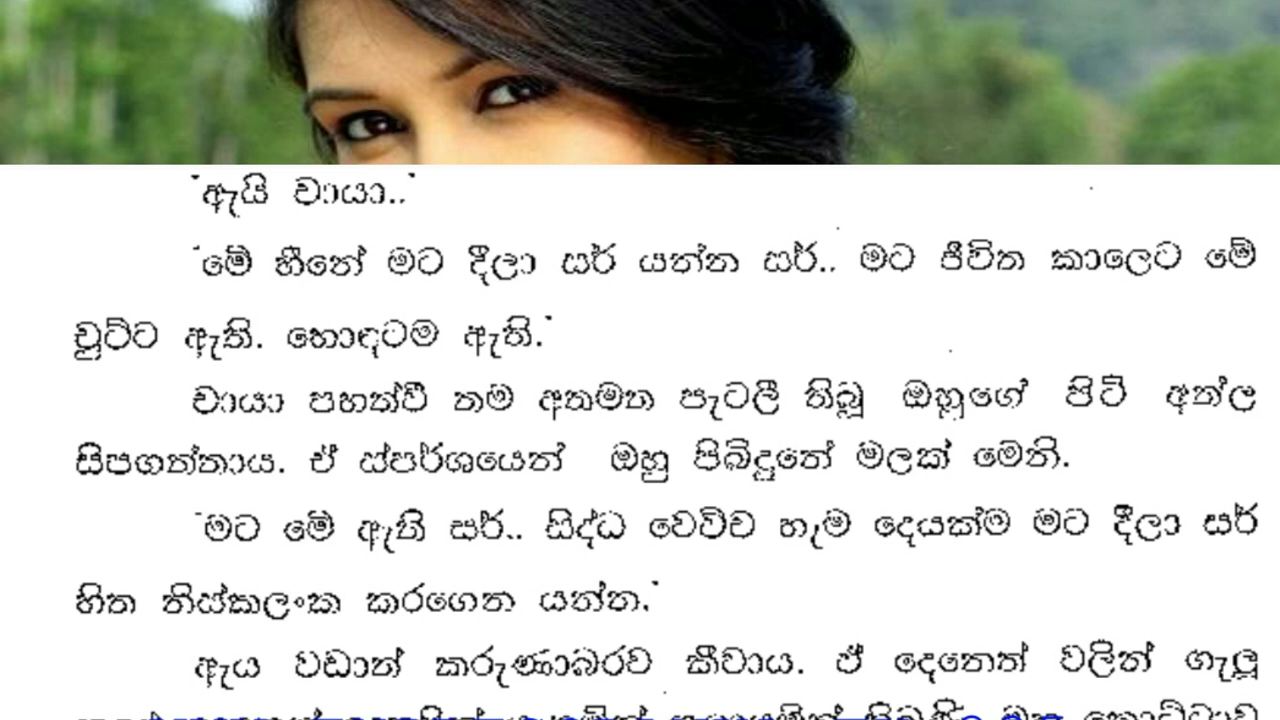 'ඇයි චායා..'
'මේ හීනේ මට දීලා සර් යන්න සර්.. මට ජීවිත කාලෙට මේ
චුට්ට ඇති. හොඳටම ඇති.'
චායා පහත්වී තම අතමත පැටලී තිබූ ඔහුගේ පිටි අත්ල
සිපගත්තාය. ඒ ස්පර්ශයෙන් ඔහු පිබිදුනේ මලක් මෙනි.
'මට මේ ඇති සර්.. සිද්ධ වෙච්ච හැම දෙයක්ම මට දීලා සර්
හිත නිස්කලංක කරගෙන යන්න.'
ඇය වඩාත් කරුණාබරව කීවාය. ඒ දෙනෙත් වලින් ගැලූ